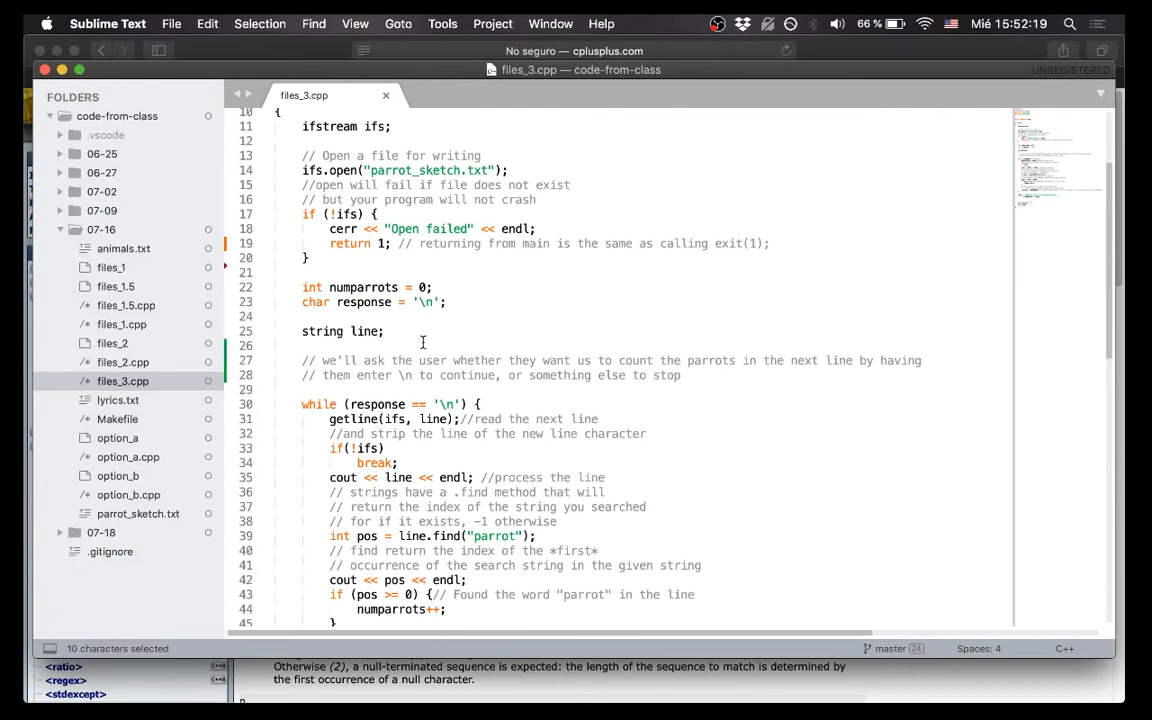 Sublime Text File Edit Selection Find View Goto Tools Project Window Help 66 % Mié 15:52:19
No seguro — cplusplus.com
files_3.cpp — code-from-class UNREGISTERED
FOLDERS
code-from-class
.vscode
06-25
06-27
07-02
07-09
07-16
animals.txt
files_1
files_1.5
files_1.5.cpp
files_1.cpp
files_2
files_2.cpp
files_3.cpp
lyrics.txt
Makefile
option_a
option_a.cpp
option_b
option_b.cpp
parrot_sketch.txt
07-18
.gitignore
files_3.cpp
10 {
11 ifstream ifs;
12
13 // Open a file for writing
14 ifs.open("parrot_sketch.txt");
15 //open will fail if file does not exist
16 // but your program will not crash
17 if (!ifs) {
18 cerr << "Open failed" << endl;
19 return 1; // returning from main is the same as calling exit(1);
20 }
21
22 int numparrots = 0;
23 char response = '\n';
24
25 string line;
26
27 // we'll ask the user whether they want us to count the parrots in the next line by having
28 // them enter \n to continue, or something else to stop
29
30 while (response == '\n') {
31 getline(ifs, line);//read the next line
32 //and strip the line of the new line character
33 if(!ifs)
34 break;
35 cout << line << endl; //process the line
36 // strings have a .find method that will
37 // return the index of the string you searched
38 // for if it exists, -1 otherwise
39 int pos = line.find("parrot");
40 // find return the index of the *first*
41 // occurrence of the search string in the given string
42 cout << pos << endl;
43 if (pos >= 0) {// Found the word "parrot" in the line
44 numparrots++;
45 }
10 characters selected master 24 Spaces: 4 C++
<ratio>
<regex>
<stdexcept>
Otherwise (2), a null-terminated sequence is expected: the length of the sequence to match is determined by
the first occurrence of a null character.
n